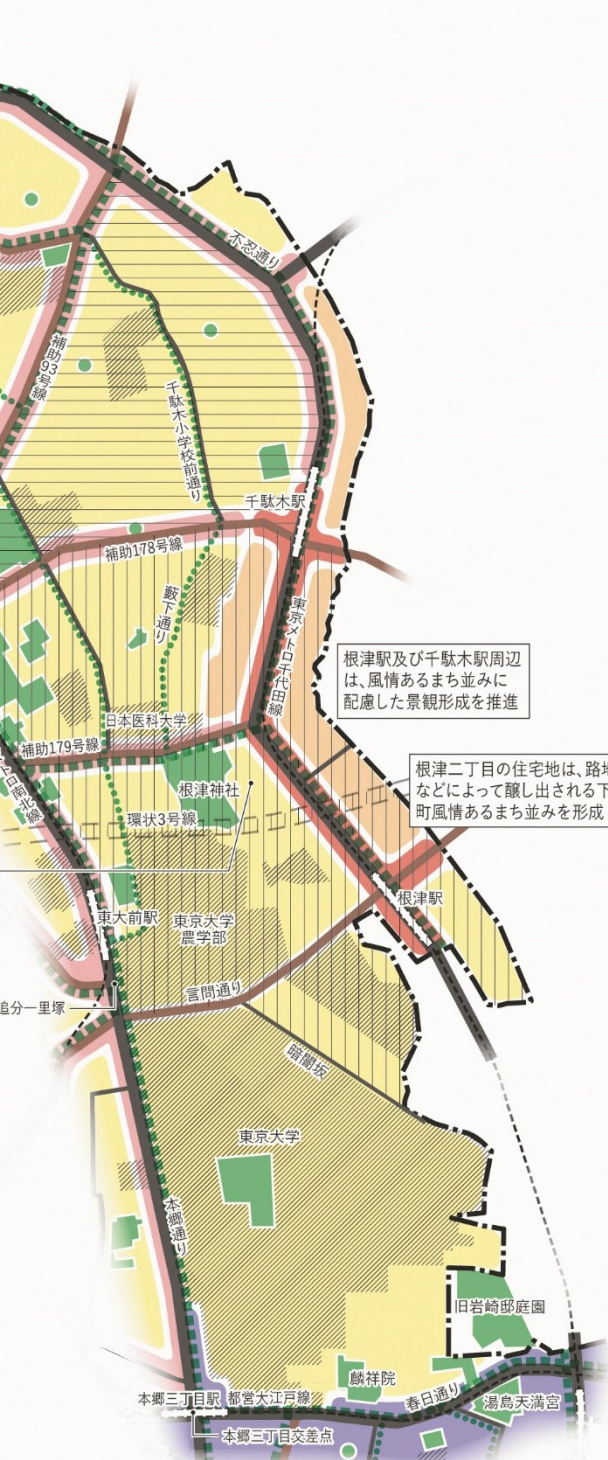 不忍通り
補助93号線
千駄木小学校前通り
千駄木駅
補助178号線
藪下通り
東京メトロ千代田線
根津駅及び千駄木駅周辺
は、風情あるまち並みに
配慮した景観形成を推進
日本医科大学
補助179号線
根津二丁目の住宅地は、路地
などによって醸し出される下
町風情あるまち並みを形成
トロ南北線
根津神社
環状3号線
根津駅
東大前駅
東京大学
農学部
言問通り
追分一里塚
暗闇坂
東京大学
本郷通り
旧岩崎邸庭園
麟祥院
本郷三丁目駅
都営大江戸線
春日通り
湯島天満宮
本郷三丁目交差点